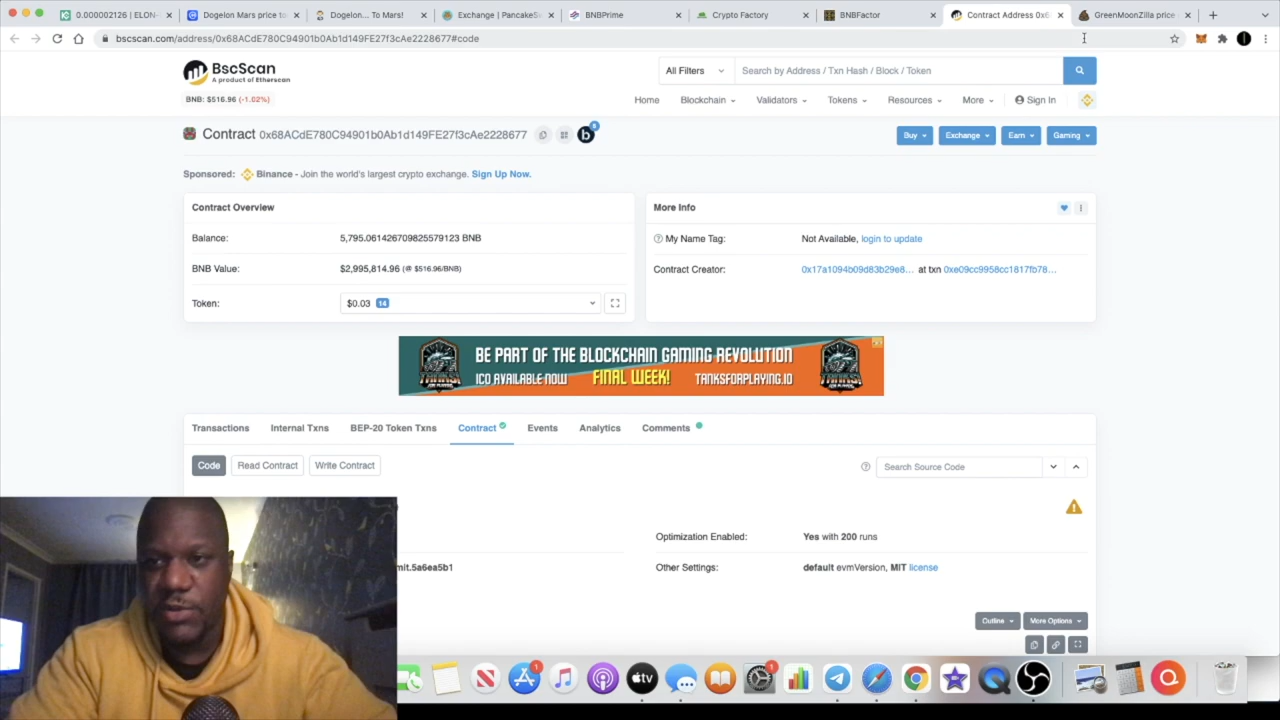 0.000002126 | ELON-
Dogelon Mars price to
Dogelon... To Mars!
Exchange | PancakeS
BNBPrime
Crypto Factory
BNBFactor
Contract Address 0x6
GreenMoonZilla price
bscscan.com/address/0x68ACdE780C94901b0Ab1d149FE27f3cAe2228677#code
BscScan
A product of Etherscan
All Filters
Search by Address / Txn Hash / Block / Token
BNB: $516.96 (-1.02%)
Home Blockchain Validators Tokens Resources More Sign In
Contract 0x68ACdE780C94901b0Ab1d149FE27f3cAe2228677
b
Buy Exchange Earn Gaming
Sponsored: Binance - Join the world's largest crypto exchange. Sign Up Now.
Contract Overview
Balance: 5,795.061426709825579123 BNB
BNB Value: $2,995,814.96 (@ $516.96/BNB)
Token: $0.03 14
More Info
My Name Tag: Not Available, login to update
Contract Creator: 0x17a1094b09d83b29e8... at txn 0xe09cc9958cc1817fb78...
BE PART OF THE BLOCKCHAIN GAMING REVOLUTION
ICO AVAILABLE NOW FINAL WEEK! TANKSFORPLAYING.IO
Transactions Internal Txns BEP-20 Token Txns Contract Events Analytics Comments
Code Read Contract Write Contract
Search Source Code
Optimization Enabled: Yes with 200 runs
mit.5a6ea5b1
Other Settings: default evmVersion, MIT license
Outline More Options
tv
1
1